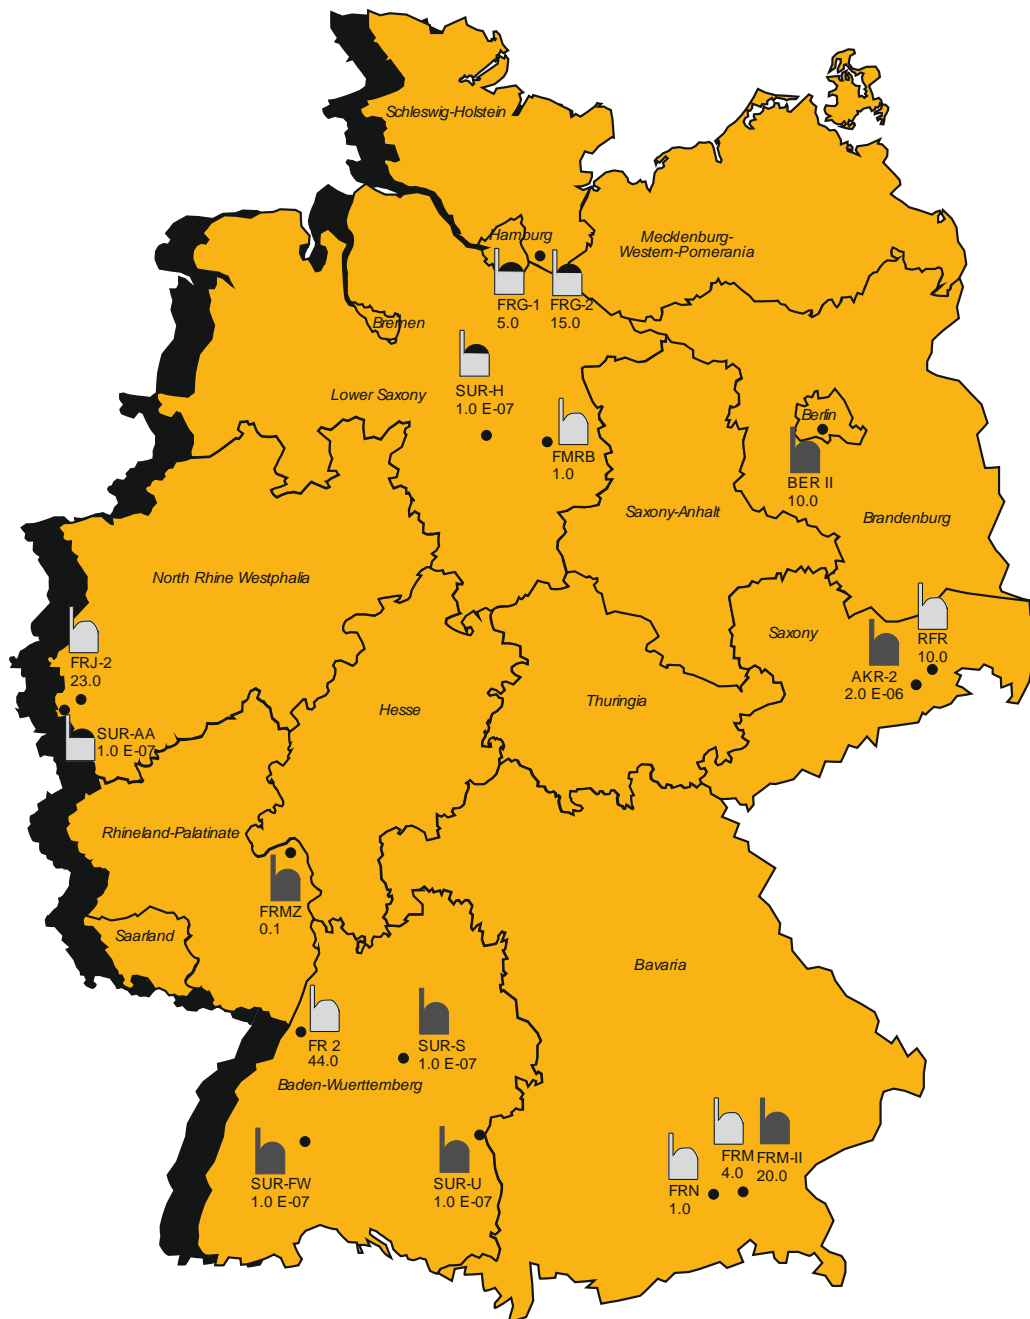 Schleswig-Holstein
Hamburg
Mecklenburg-
Western-Pomerania
FRG-1
5.0
FRG-2
15.0
Bremen
Lower Saxony
SUR-H
1.0 E-07
FMRB
1.0
Berlin
BER II
10.0
Saxony-Anhalt
Brandenburg
North Rhine Westphalia
Saxony
RFR
10.0
AKR-2
2.0 E-06
FRJ-2
23.0
SUR-AA
1.0 E-07
Hesse
Thuringia
Rhineland-Palatinate
FRMZ
0.1
Saarland
Bavaria
FR 2
44.0
SUR-S
1.0 E-07
Baden-Wuerttemberg
SUR-FW
1.0 E-07
SUR-U
1.0 E-07
FRM
4.0
FRM-II
20.0
FRN
1.0